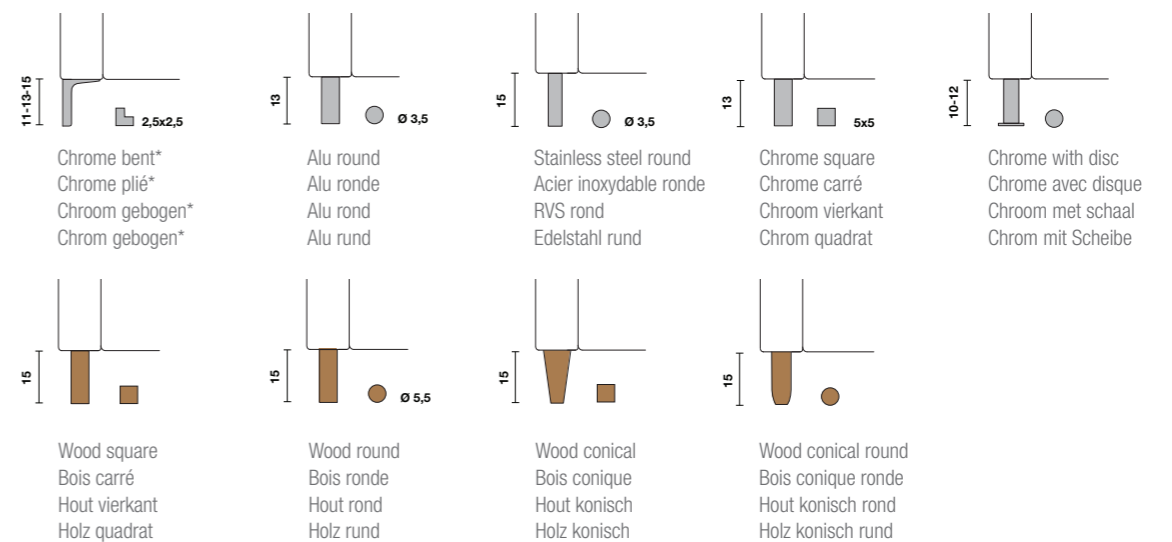 11-13-15
2,5x2,5
Chrome bent*
Chrome plié*
Chroom gebogen*
Chrom gebogen*
13
Ø 3,5
Alu round
Alu ronde
Alu rond
Alu rund
15
Ø 3,5
Stainless steel round
Acier inoxydable ronde
RVS rond
Edelstahl rund
13
5x5
Chrome square
Chrome carré
Chroom vierkant
Chrom quadrat
10-12
Chrome with disc
Chrome avec disque
Chroom met schaal
Chrom mit Scheibe
15
Wood square
Bois carré
Hout vierkant
Holz quadrat
15
Ø 5,5
Wood round
Bois ronde
Hout rond
Holz rund
15
Wood conical
Bois conique
Hout konisch
Holz konisch
15
Wood conical round
Bois conique ronde
Hout konisch rond
Holz konisch rund